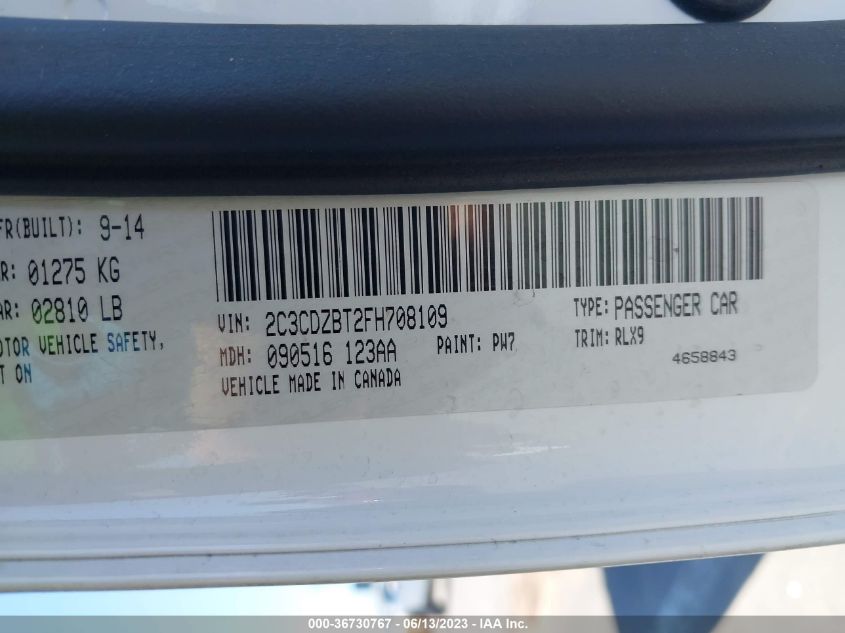 FR(BUILT): 9-14
R: 01275 KG
AR: 02810 LB
OTOR VEHICLE SAFETY,
T ON
VIN: 2C3CDZBT2FH708109
TYPE: PASSENGER CAR
MDH: 090516 123AA
PAINT: PW7
TRIM: RLX9
VEHICLE MADE IN CANADA
4658843
000-36730767 - 06/13/2023 - IAA Inc.